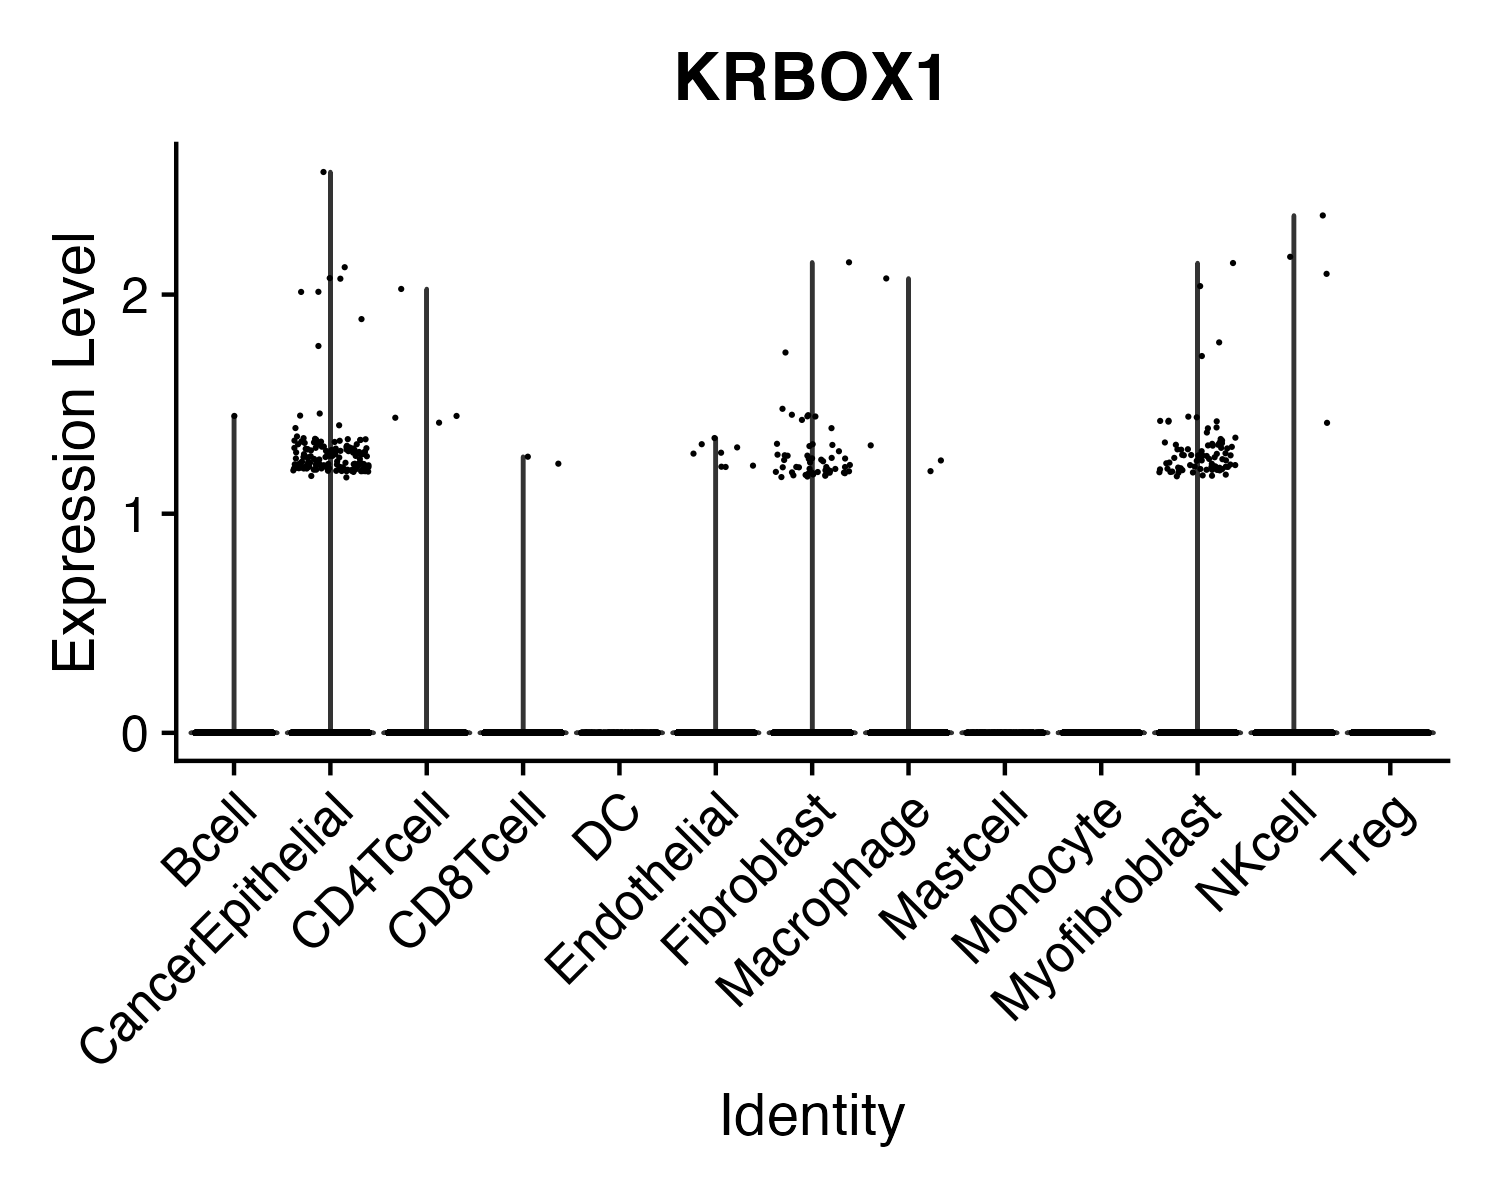 KRBOX1
Expression Level
2
1
0
Bcell
CancerEpithelial
CD4Tcell
CD8Tcell
DC
Endothelial
Fibroblast
Macrophage
Mastcell
Monocyte
Myofibroblast
NKcell
Treg
Identity